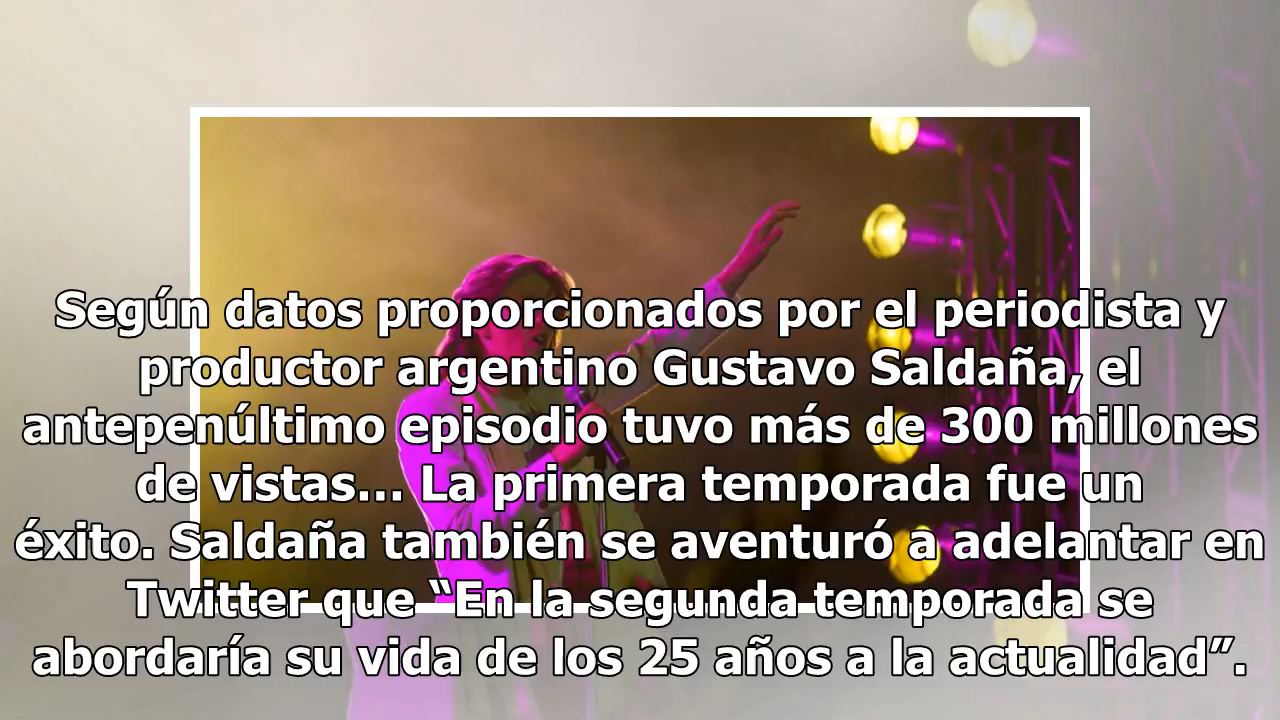 Según datos proporcionados por el periodista y
productor argentino Gustavo Saldaña, el
antepenúltimo episodio tuvo más de 300 millones
de vistas... La primera temporada fue un
éxito. Saldaña también se aventuró a adelantar en
Twitter que “En la segunda temporada se
abordaría su vida de los 25 años a la actualidad”.